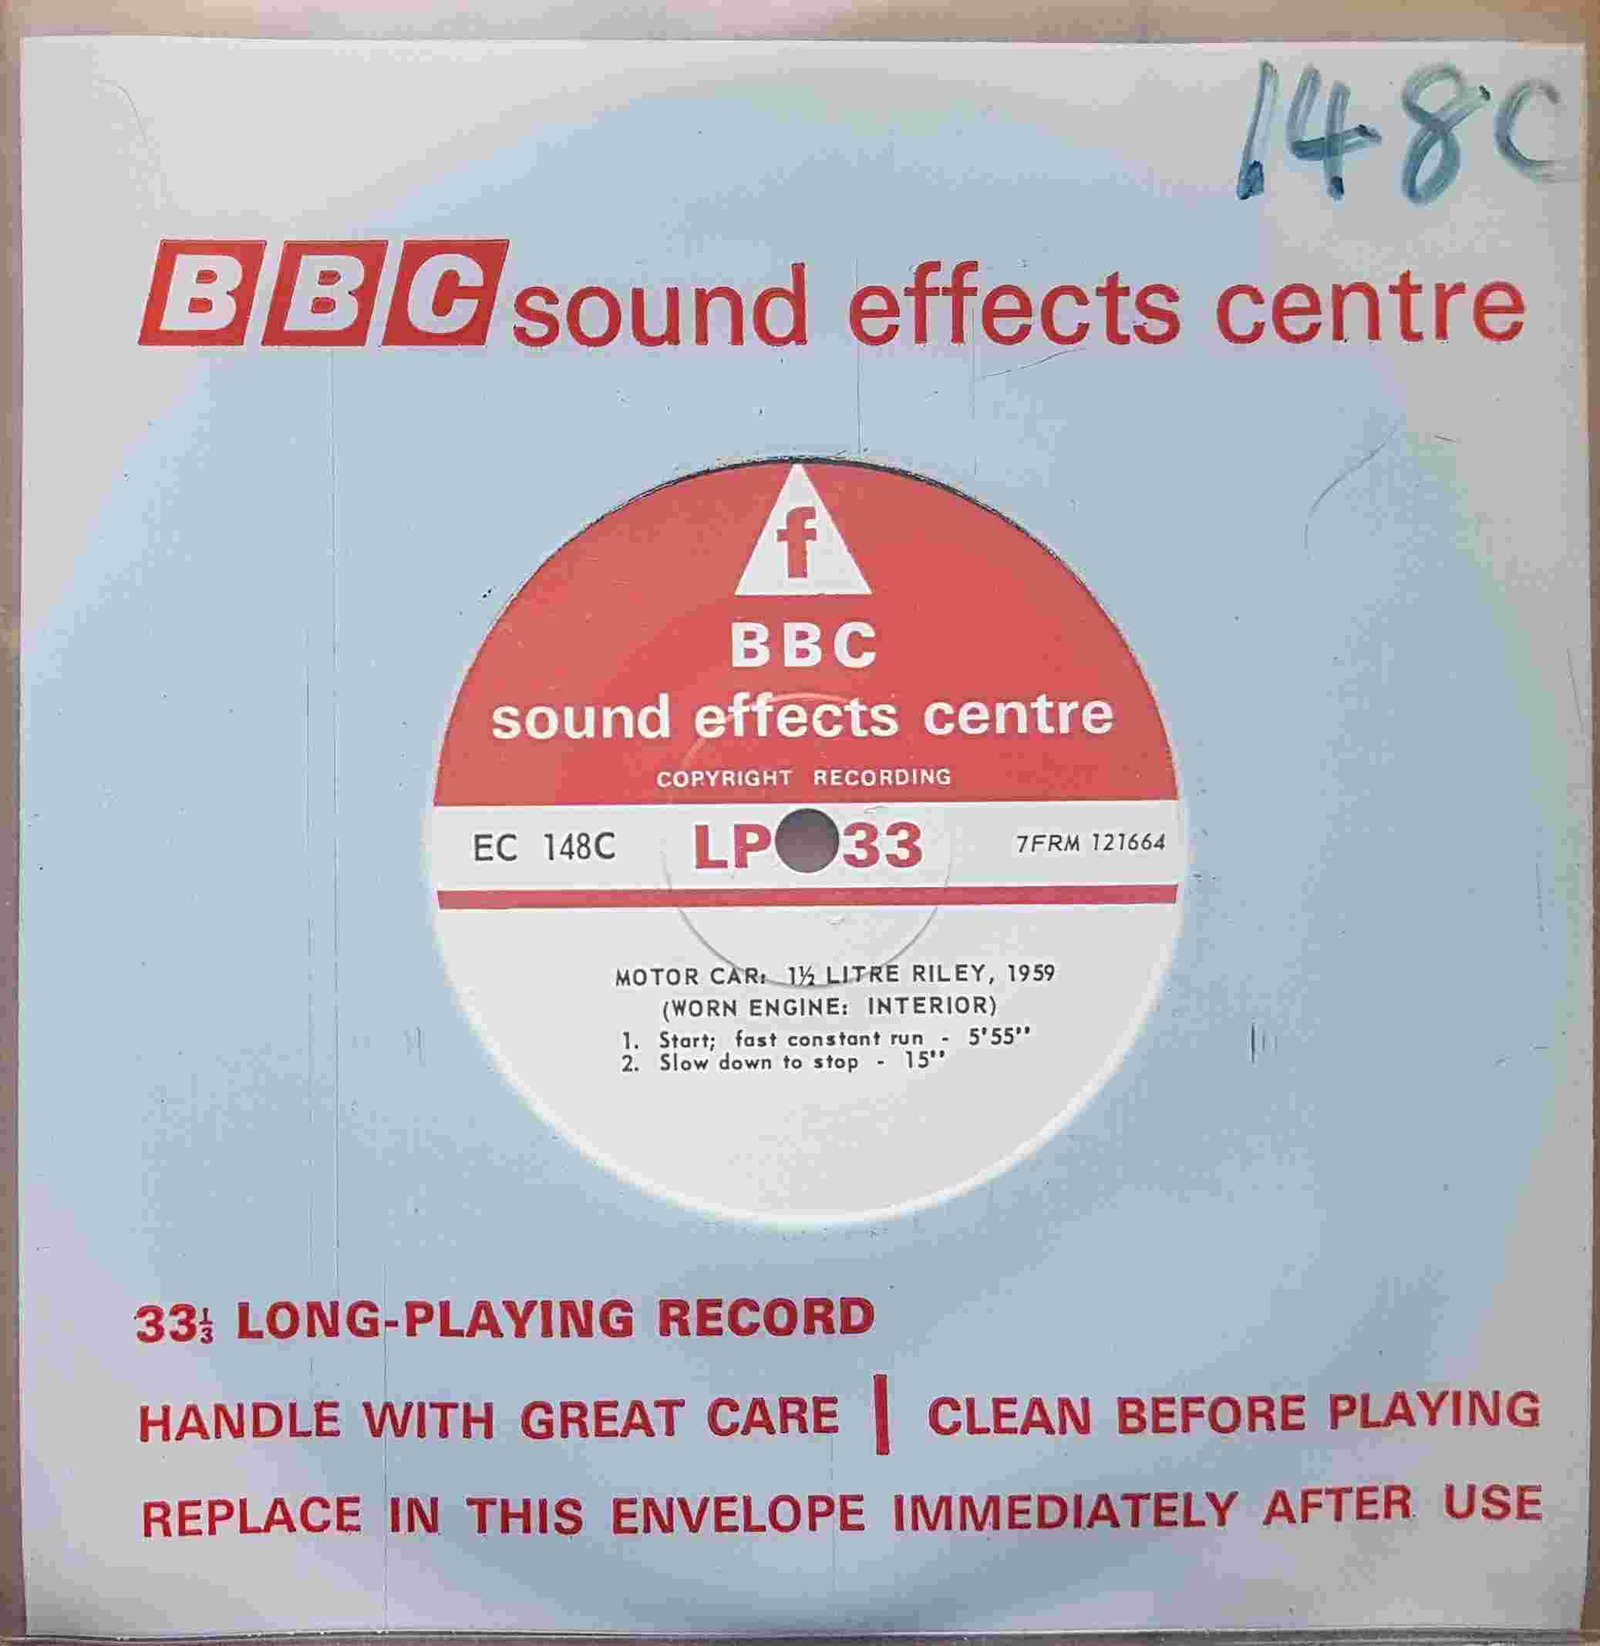 148C
BBC sound effects centre
f
BBC
sound effects centre
COPYRIGHT RECORDING
EC 148C LP 33 7FRM 121664
MOTOR CAR: 1½ LITRE RILEY, 1959
(WORN ENGINE: INTERIOR)
1. Start; fast constant run - 5'55"
2. Slow down to stop - 15"
33⅓ LONG-PLAYING RECORD
HANDLE WITH GREAT CARE | CLEAN BEFORE PLAYING
REPLACE IN THIS ENVELOPE IMMEDIATELY AFTER USE